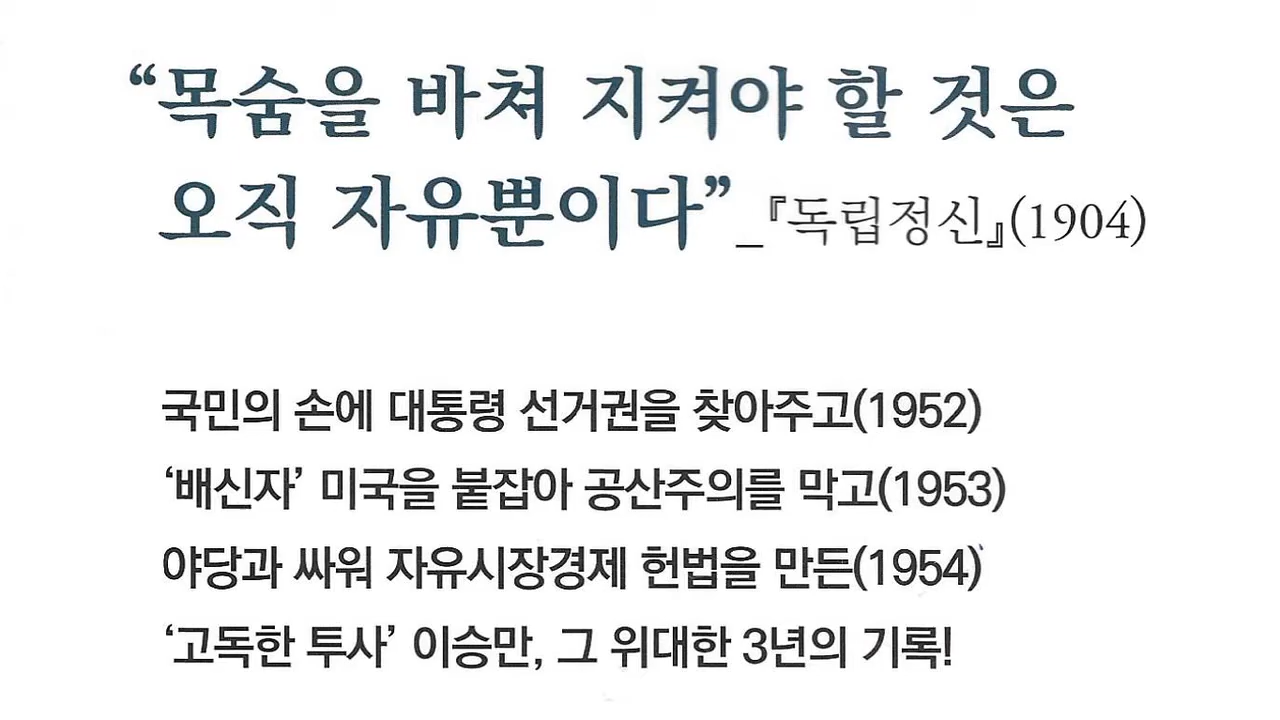 “목숨을 바쳐 지켜야 할 것은
오직 자유뿐이다”_『독립정신』(1904)
국민의 손에 대통령 선거권을 찾아주고(1952)
‘배신자’ 미국을 붙잡아 공산주의를 막고(1953)
야당과 싸워 자유시장경제 헌법을 만든(1954)
‘고독한 투사’ 이승만, 그 위대한 3년의 기록!